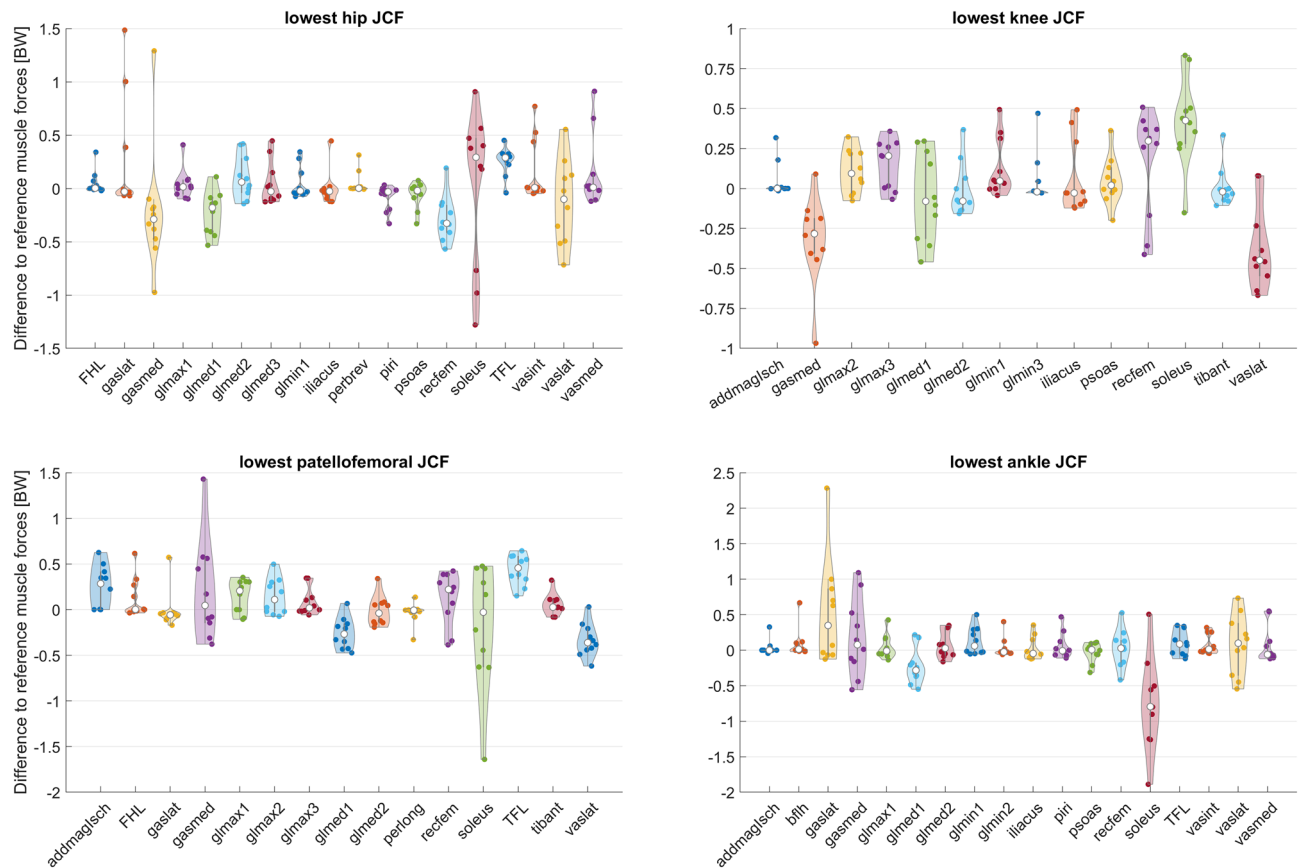 lowest hip JCF
Difference to reference muscle forces [BW]
1.5
1
0.5
0
-0.5
-1
-1.5
FHL
gaslat
gasmed
glmax1
glmed1
glmed2
glmed3
glmin1
iliacus
perbrev
piri
psoas
recfem
soleus
TFL
vasint
vaslat
vasmed
lowest knee JCF
1
0.75
0.5
0.25
0
-0.25
-0.5
-0.75
-1
addmagIsch
gasmed
glmax2
glmax3
glmed1
glmed2
glmin1
glmin3
iliacus
psoas
recfem
soleus
tibant
vaslat
lowest patellofemoral JCF
Difference to reference muscle forces [BW]
1.5
1
0.5
0
-0.5
-1
-1.5
-2
addmagIsch
FHL
gaslat
gasmed
glmax1
glmax2
glmax3
glmed1
glmed2
perlong
recfem
soleus
TFL
tibant
vaslat
lowest ankle JCF
2.5
2
1.5
1
0.5
0
-0.5
-1
-1.5
-2
addmagIsch
bflh
gaslat
gasmed
glmax1
glmed1
glmed2
glmin1
glmin2
iliacus
piri
psoas
recfem
soleus
TFL
vasint
vaslat
vasmed